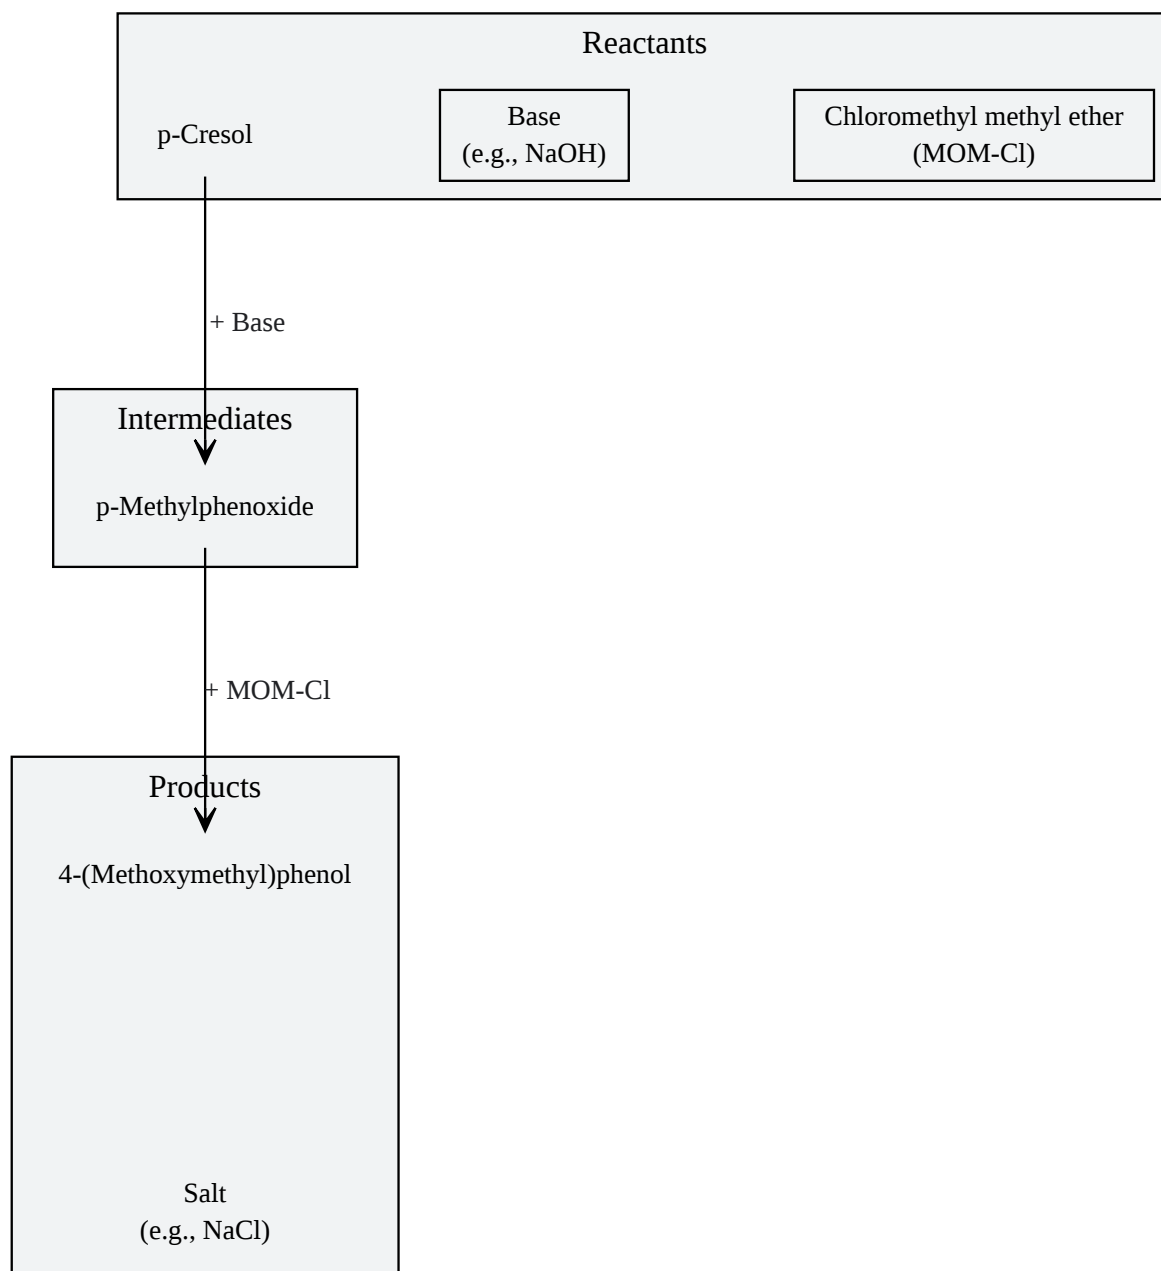 Reactants
p-Cresol
Base
(e.g., NaOH)
Chloromethyl methyl ether
(MOM-Cl)
+ Base
Intermediates
p-Methylphenoxide
+ MOM-Cl
Products
4-(Methoxymethyl)phenol
Salt
(e.g., NaCl)